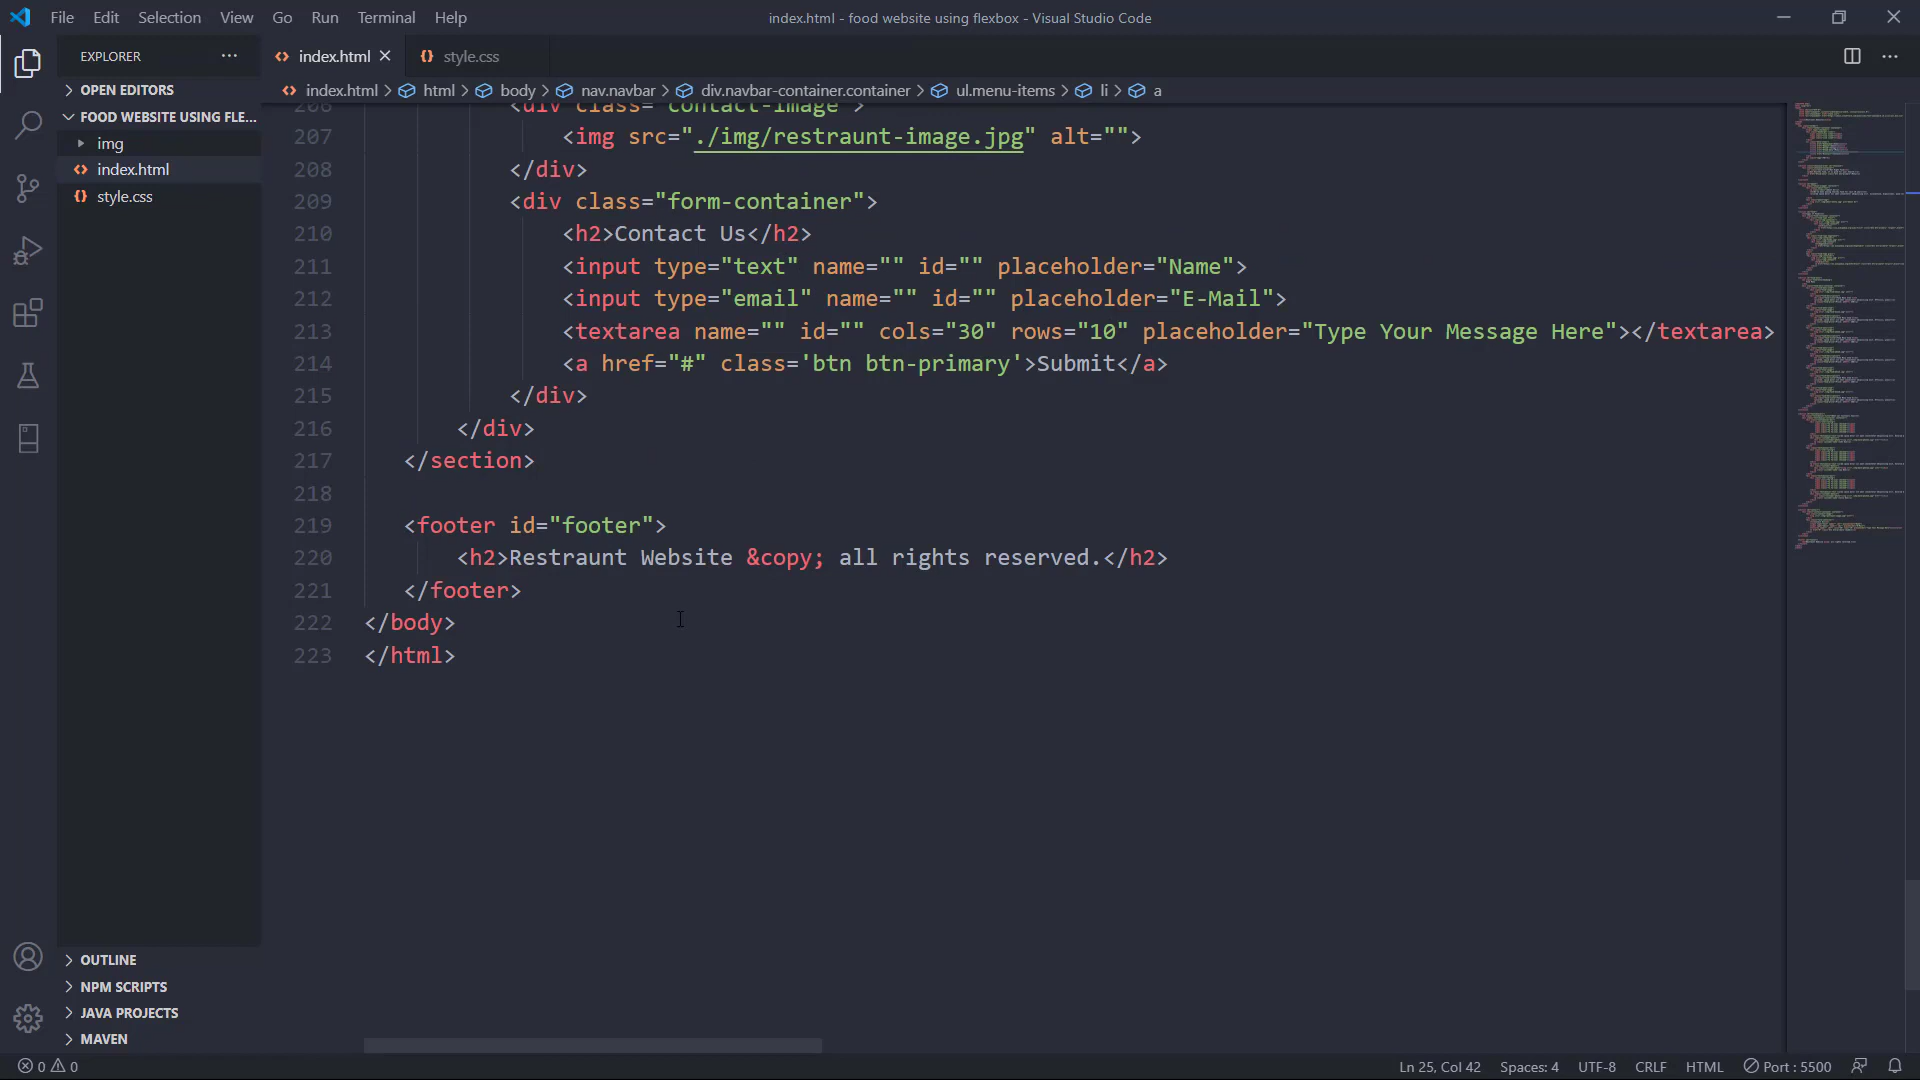 File Edit Selection View Go Run Terminal Help
index.html - food website using flexbox - Visual Studio Code
EXPLORER ...
index.html
style.css
OPEN EDITORS
FOOD WEBSITE USING FLE...
img
index.html
style.css
OUTLINE
NPM SCRIPTS
JAVA PROJECTS
MAVEN
index.html > html > body > nav.navbar > div.navbar-container.container > ul.menu-items > li > a
206 <div class="contact-image">
207 <img src="./img/restraunt-image.jpg" alt="">
208 </div>
209 <div class="form-container">
210 <h2>Contact Us</h2>
211 <input type="text" name="" id="" placeholder="Name">
212 <input type="email" name="" id="" placeholder="E-Mail">
213 <textarea name="" id="" cols="30" rows="10" placeholder="Type Your Message Here"></textarea>
214 <a href="#" class='btn btn-primary'>Submit</a>
215 </div>
216 </div>
217 </section>
218
219 <footer id="footer">
220 <h2>Restraunt Website &copy; all rights reserved.</h2>
221 </footer>
222 </body>
223 </html>
0 0
Ln 25, Col 42 Spaces: 4 UTF-8 CRLF HTML Port : 5500